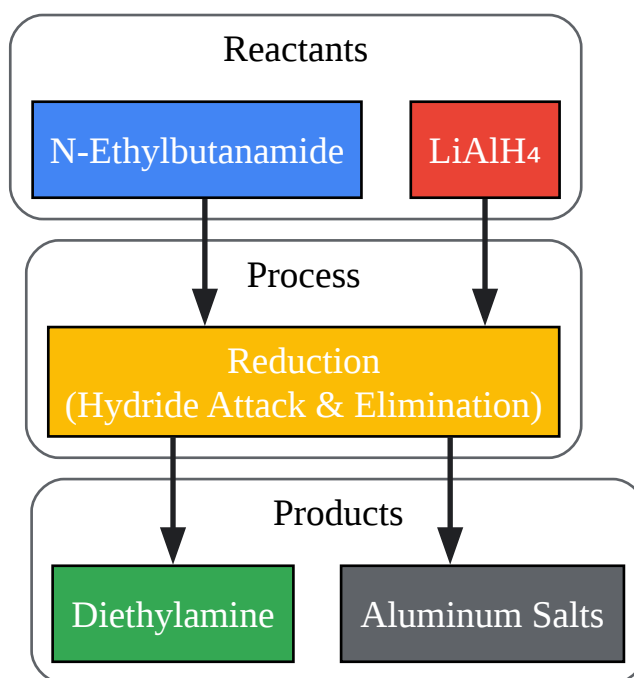 Reactants
N-Ethylbutanamide
LiAlH₄
Process
Reduction
(Hydride Attack & Elimination)
Products
Diethylamine
Aluminum Salts